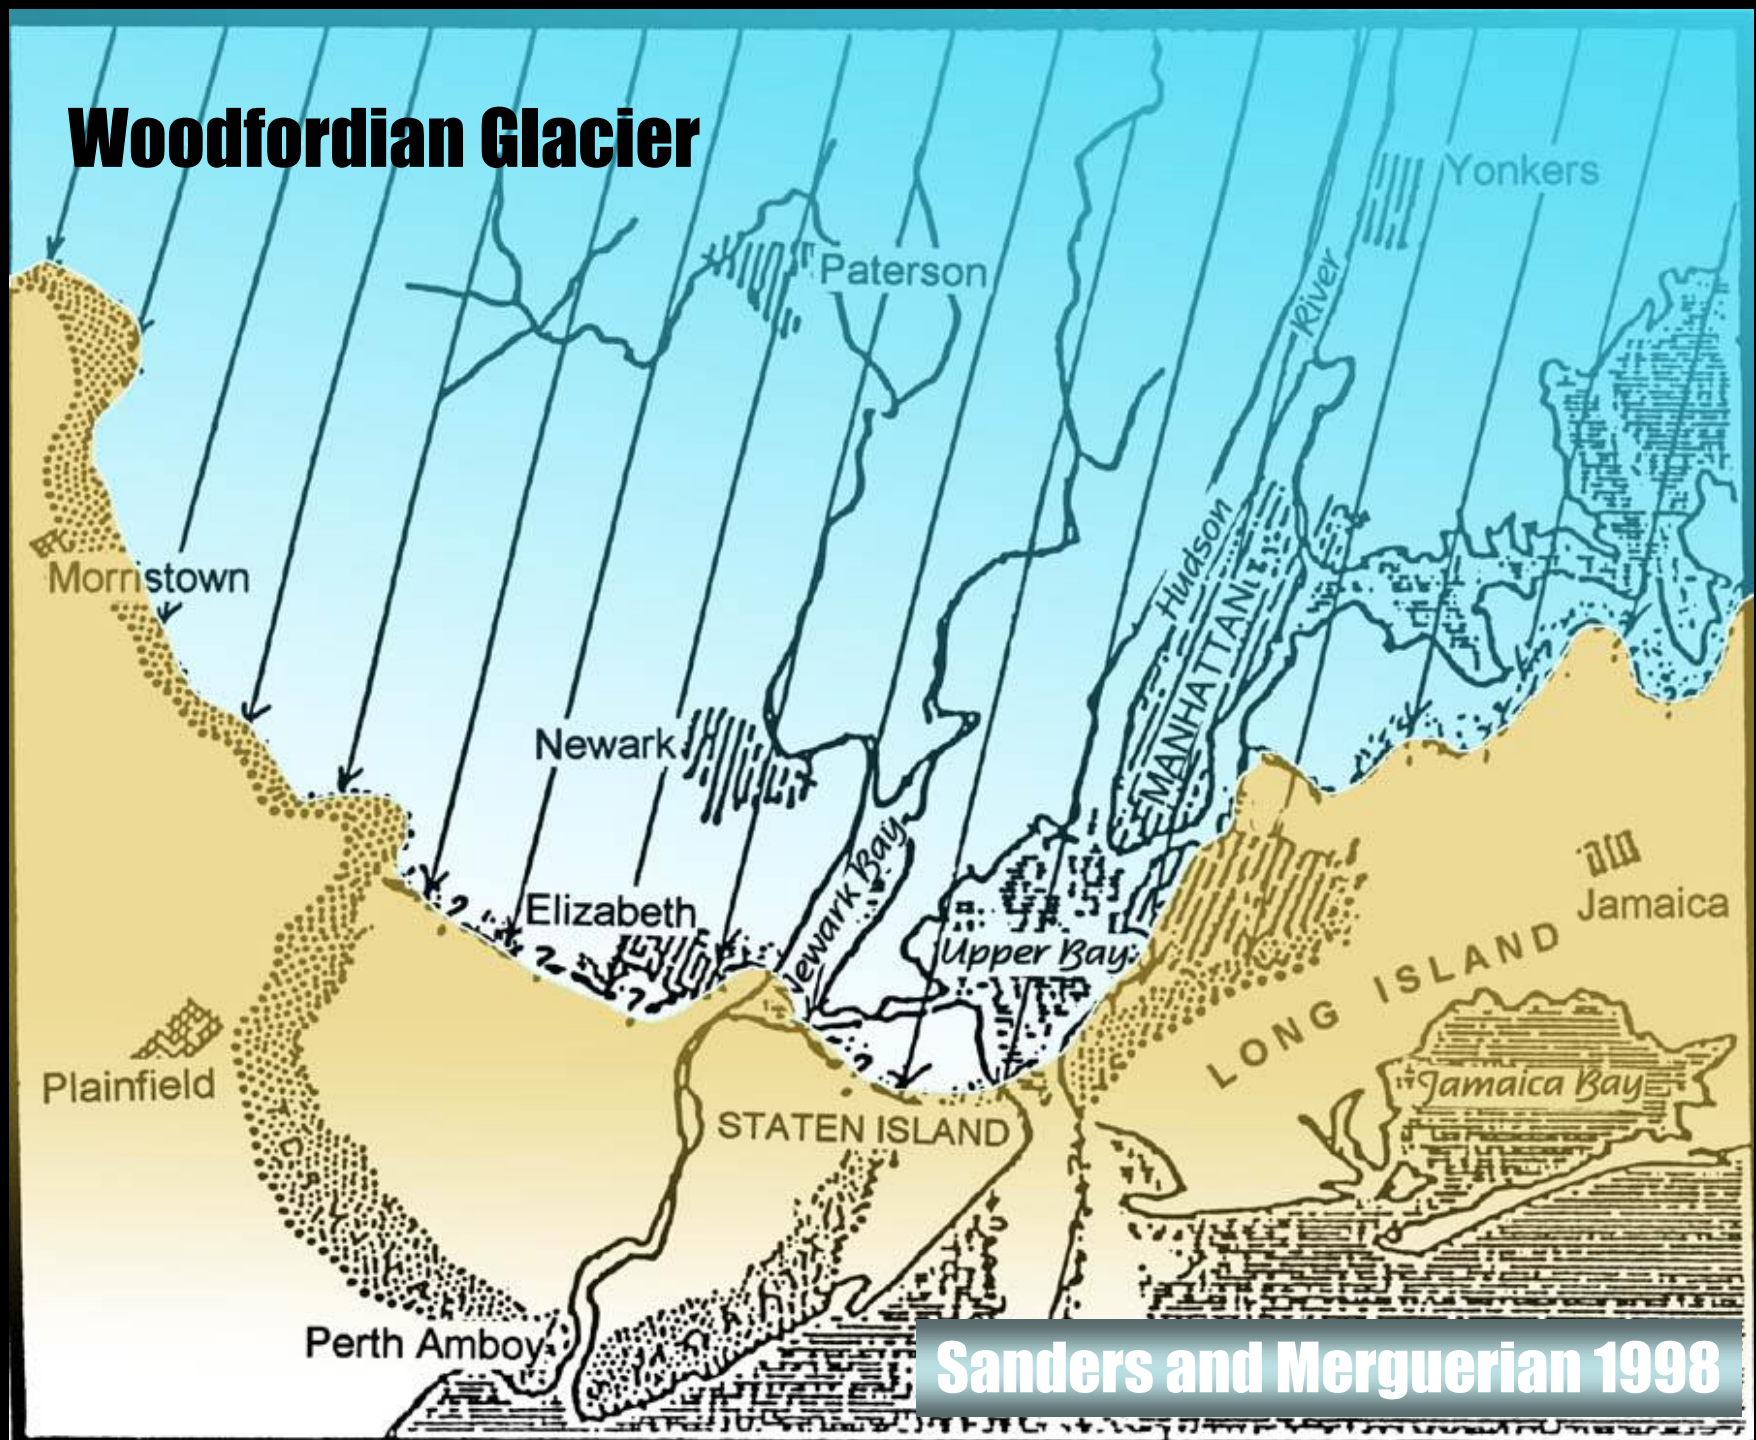 Woodfordian Glacier
Yonkers
Paterson
River
Hudson
Morristown
MANHATTAN
Newark
Newark Bay
Elizabeth
Upper Bay
Jamaica
LONG ISLAND
Plainfield
Jamaica Bay
STATEN ISLAND
Perth Amboy
Sanders and Merguerian 1998